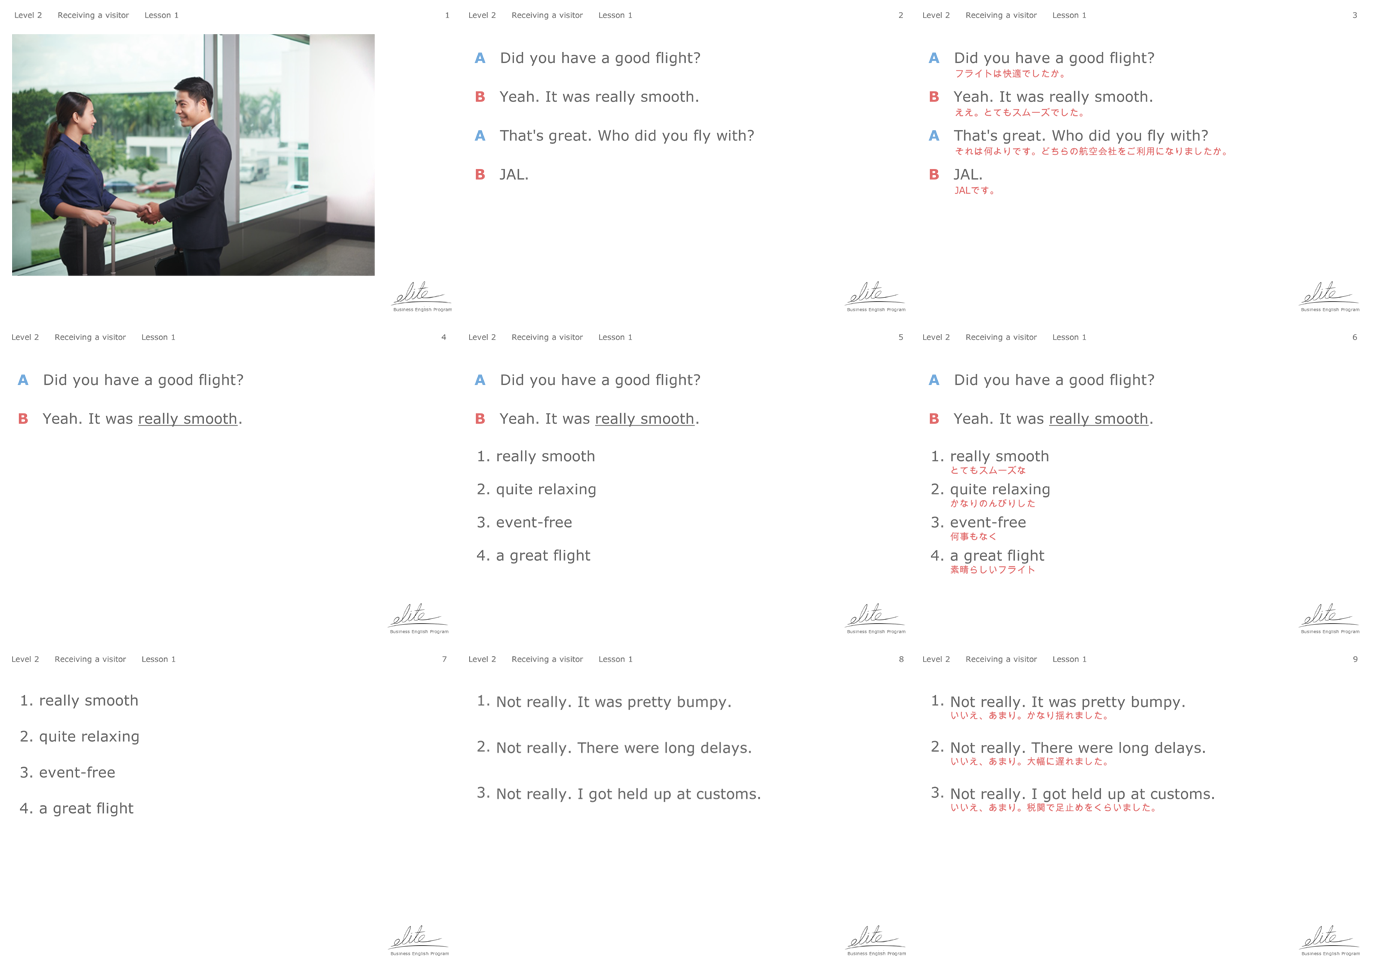 Level 2 Receiving a visitor Lesson 1 1
elite
Business English Program
Level 2 Receiving a visitor Lesson 1 2
A Did you have a good flight?
B Yeah. It was really smooth.
A That's great. Who did you fly with?
B JAL.
elite
Business English Program
Level 2 Receiving a visitor Lesson 1 3
A Did you have a good flight?
フライトは快適でしたか。
B Yeah. It was really smooth.
ええ。とてもスムーズでした。
A That's great. Who did you fly with?
それは何よりです。どちらの航空会社をご利用になりましたか。
B JAL.
JALです。
elite
Business English Program
Level 2 Receiving a visitor Lesson 1 4
A Did you have a good flight?
B Yeah. It was really smooth.
elite
Business English Program
Level 2 Receiving a visitor Lesson 1 5
A Did you have a good flight?
B Yeah. It was really smooth.
1. really smooth
2. quite relaxing
3. event-free
4. a great flight
elite
Business English Program
Level 2 Receiving a visitor Lesson 1 6
A Did you have a good flight?
B Yeah. It was really smooth.
1. really smooth
とてもスムーズな
2. quite relaxing
かなりのんびりした
3. event-free
何事もなく
4. a great flight
素晴らしいフライト
elite
Business English Program
Level 2 Receiving a visitor Lesson 1 7
1. really smooth
2. quite relaxing
3. event-free
4. a great flight
elite
Business English Program
Level 2 Receiving a visitor Lesson 1 8
1. Not really. It was pretty bumpy.
2. Not really. There were long delays.
3. Not really. I got held up at customs.
elite
Business English Program
Level 2 Receiving a visitor Lesson 1 9
1. Not really. It was pretty bumpy.
いいえ、あまり。かなり揺れました。
2. Not really. There were long delays.
いいえ、あまり。大幅に遅れました。
3. Not really. I got held up at customs.
いいえ、あまり。税関で足止めをくらいました。
elite
Business English Program